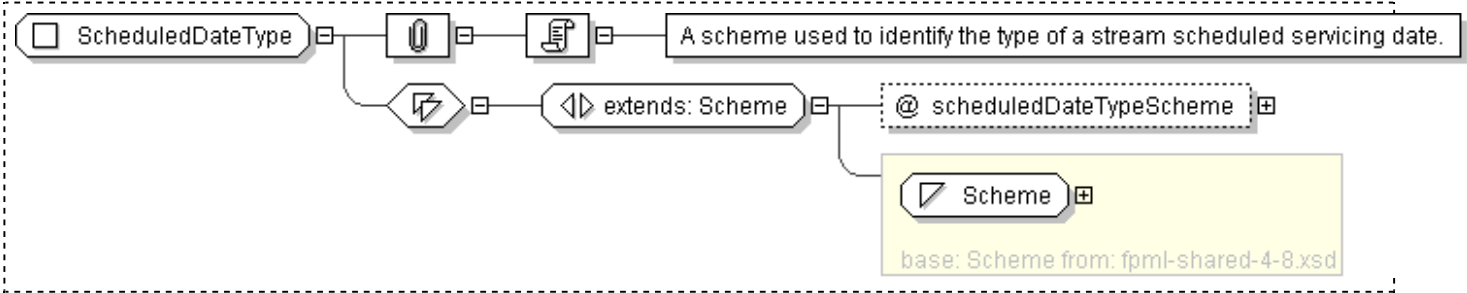 ScheduledDateType
A scheme used to identify the type of a stream scheduled servicing date.
extends: Scheme
@ scheduledDateTypeScheme
Scheme
base: Scheme from: fpml-shared-4-8.xsd